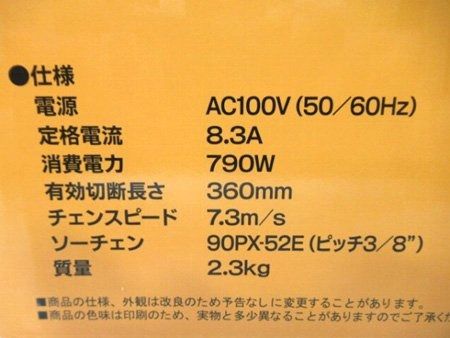 ●仕様
電源 AC100V(50/60Hz)
定格電流 8.3A
消費電力 790W
有効切断長さ 360mm
チェンスピード 7.3m/s
ソーチェン 90PX-52E(ピッチ3/8")
質量 2.3kg
■商品の仕様、外観は改良のため予告なしに変更することがあります。
■商品の色味は印刷のため、実物と多少異なることがありますのでご了承くだ